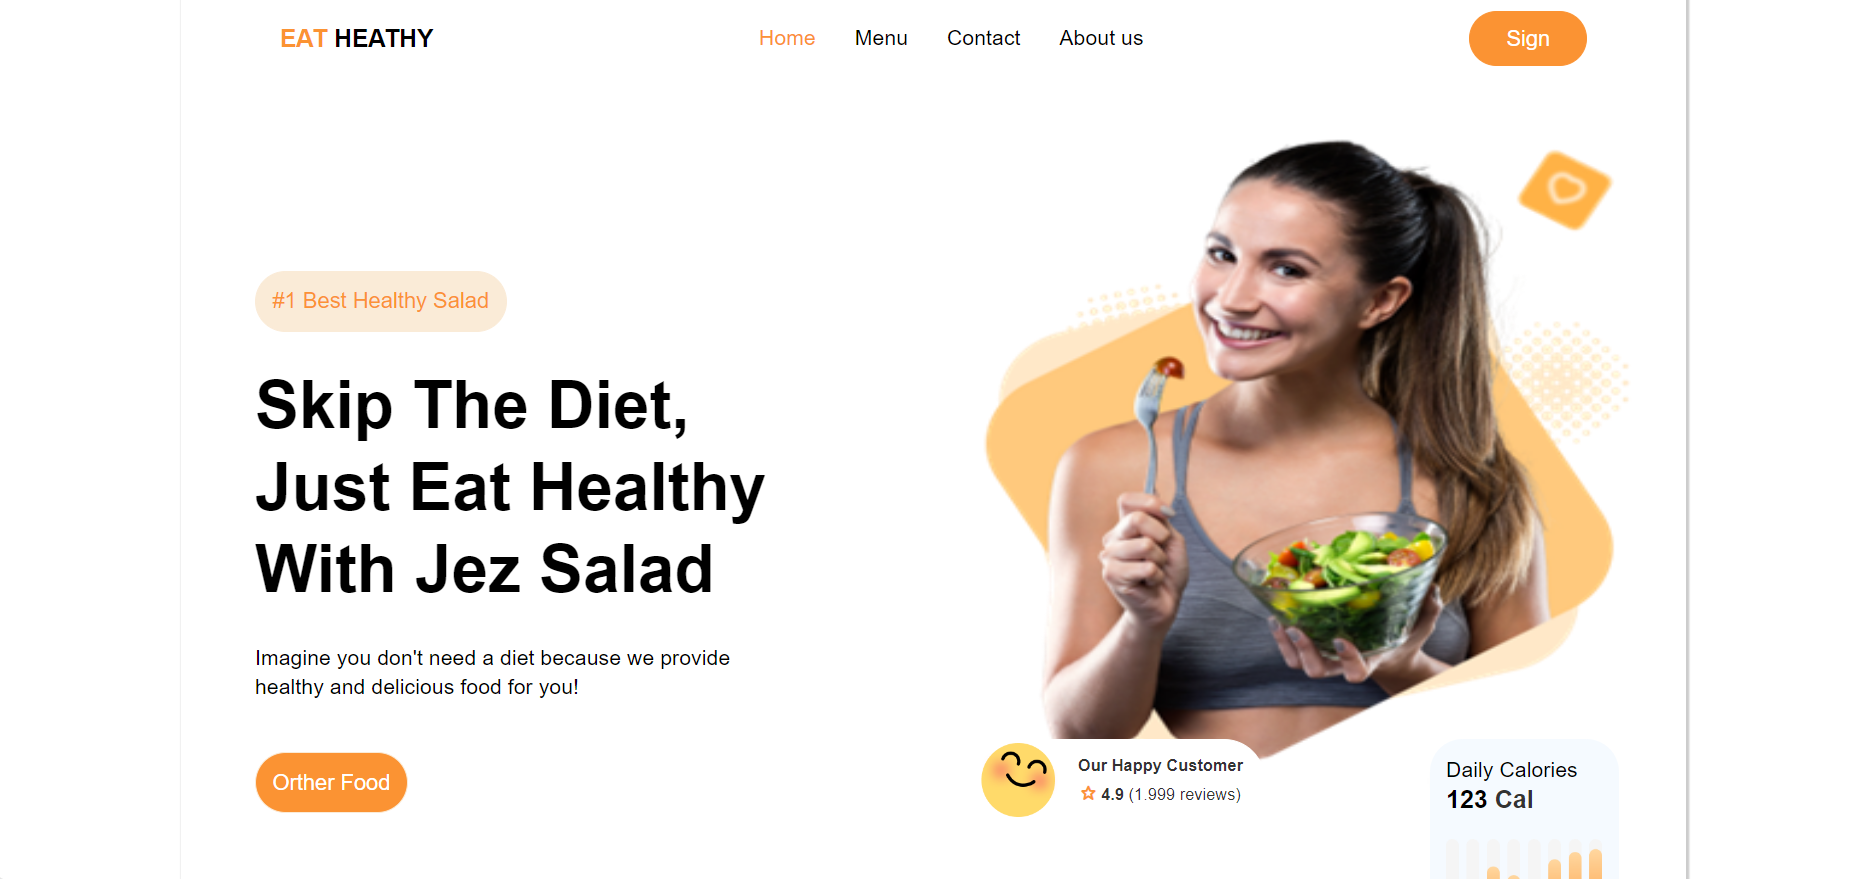 EAT HEATHY
Home Menu Contact About us
Sign
#1 Best Healthy Salad
Skip The Diet,
Just Eat Healthy
With Jez Salad
Imagine you don't need a diet because we provide
healthy and delicious food for you!
Orther Food
Our Happy Customer
4.9 (1.999 reviews)
Daily Calories
123 Cal